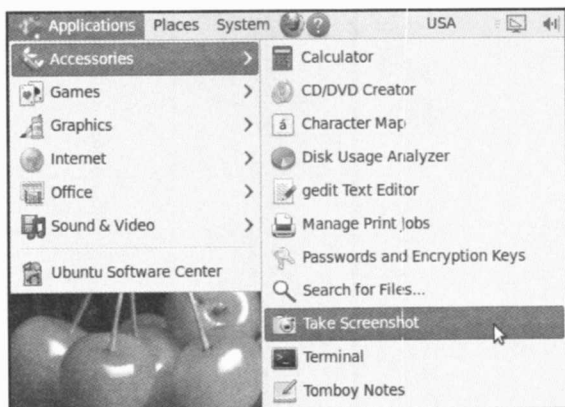 Applications Places System ? USA
Accessories
Games
Graphics
Internet
Office
Sound & Video
Ubuntu Software Center
Calculator
CD/DVD Creator
á Character Map
Disk Usage Analyzer
gedit Text Editor
Manage Print Jobs
Passwords and Encryption Keys
Search for Files...
Take Screenshot
Terminal
Tomboy Notes